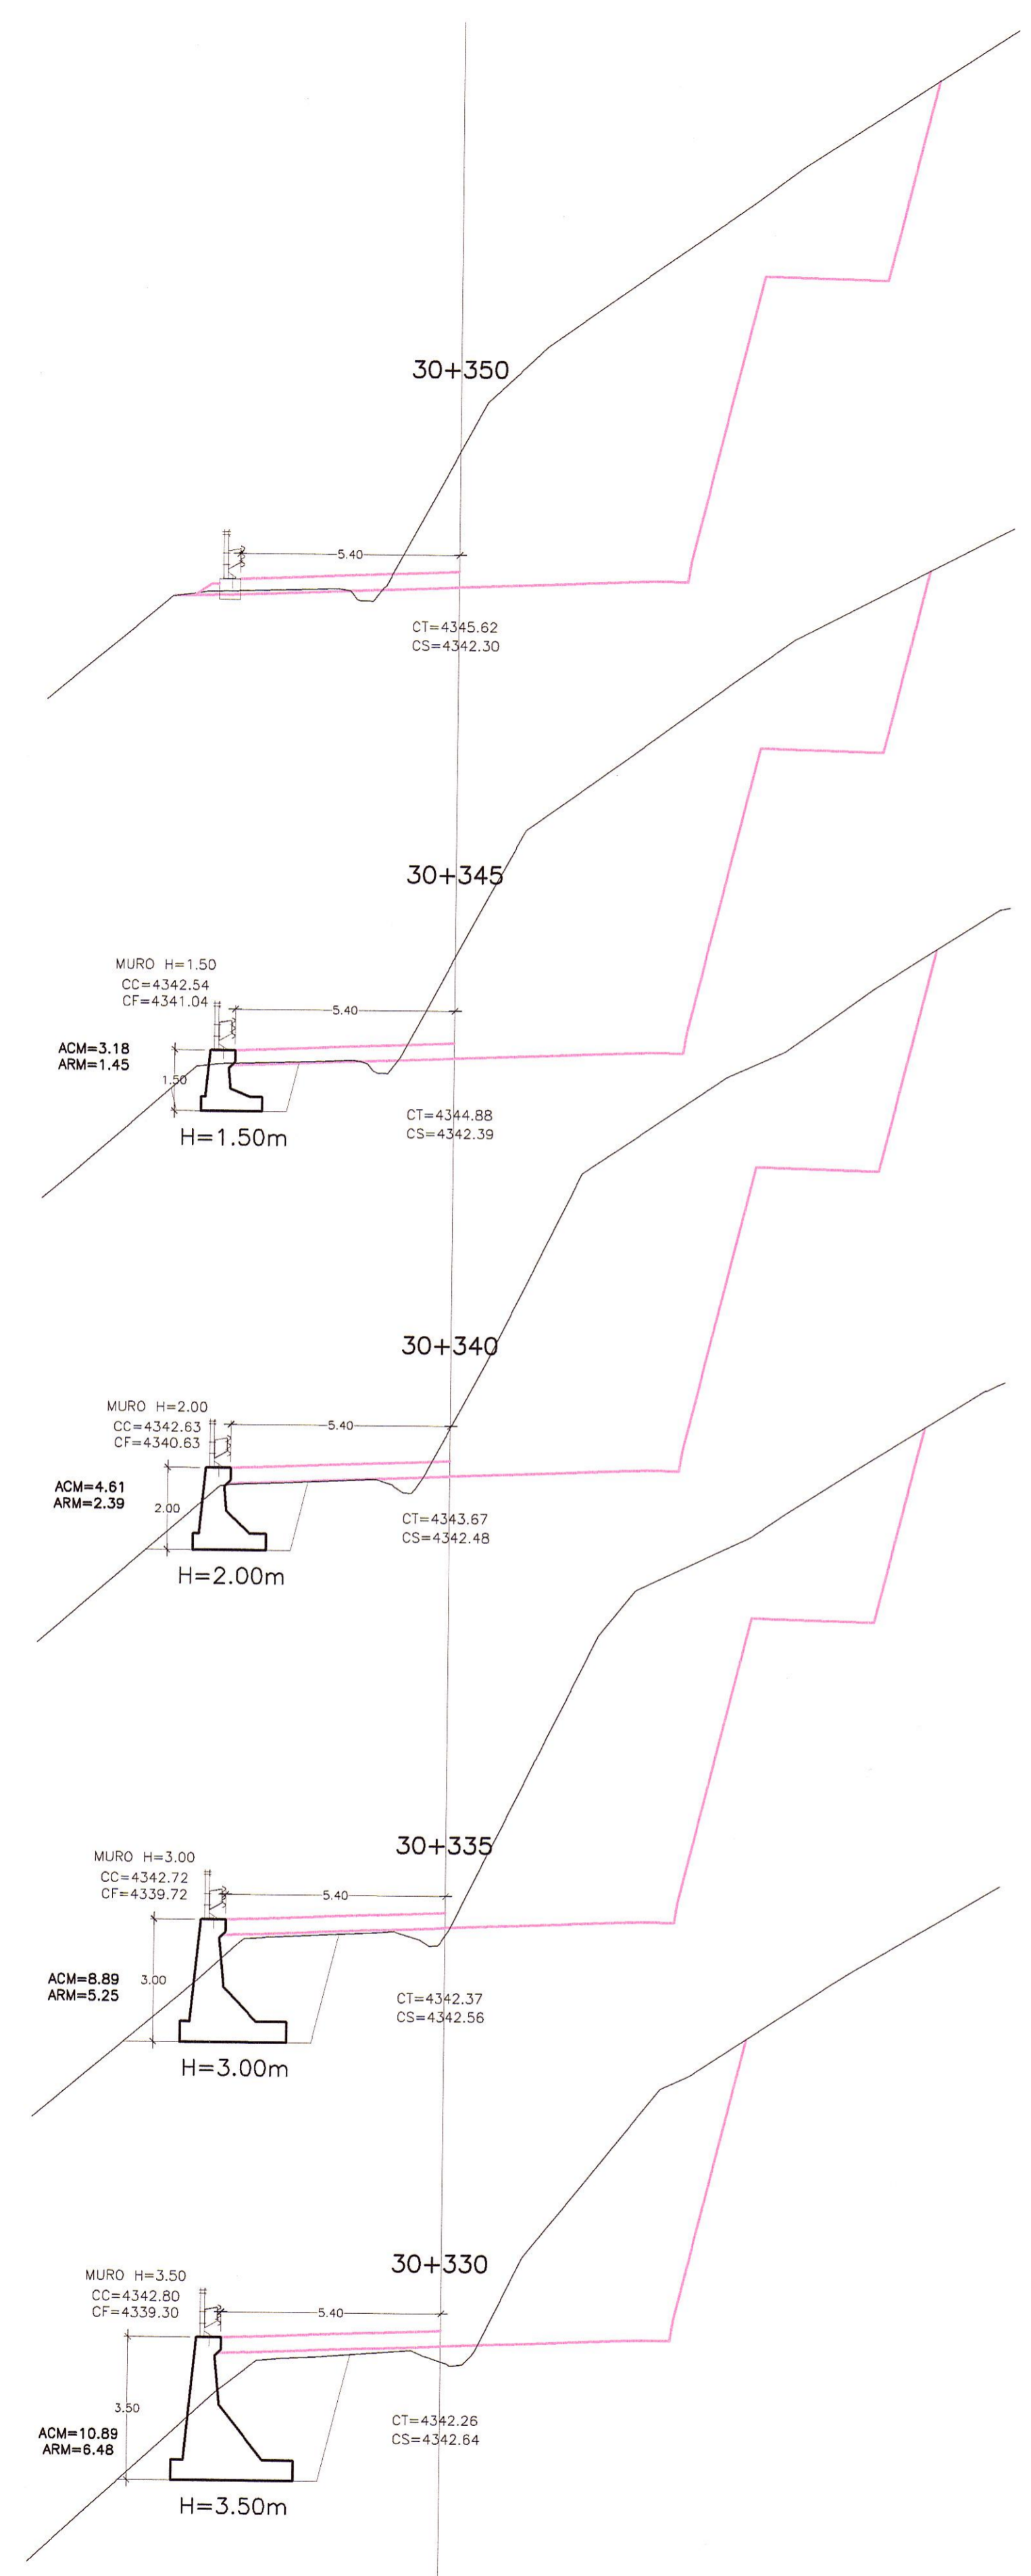 30+350
5.40
CT=4345.62
CS=4342.30
30+345
MURO H=1.50
CC=4342.54
CF=4341.04
5.40
ACM=3.18
ARM=1.45
1.50
CT=4344.88
CS=4342.39
H=1.50m
30+340
MURO H=2.00
CC=4342.63
CF=4340.63
5.40
ACM=4.61
ARM=2.39
2.00
CT=4343.67
CS=4342.48
H=2.00m
30+335
MURO H=3.00
CC=4342.72
CF=4339.72
5.40
ACM=8.89
ARM=5.25
3.00
CT=4342.37
CS=4342.56
H=3.00m
30+330
MURO H=3.50
CC=4342.80
CF=4339.30
5.40
3.50
ACM=10.89
ARM=6.48
CT=4342.26
CS=4342.64
H=3.50m